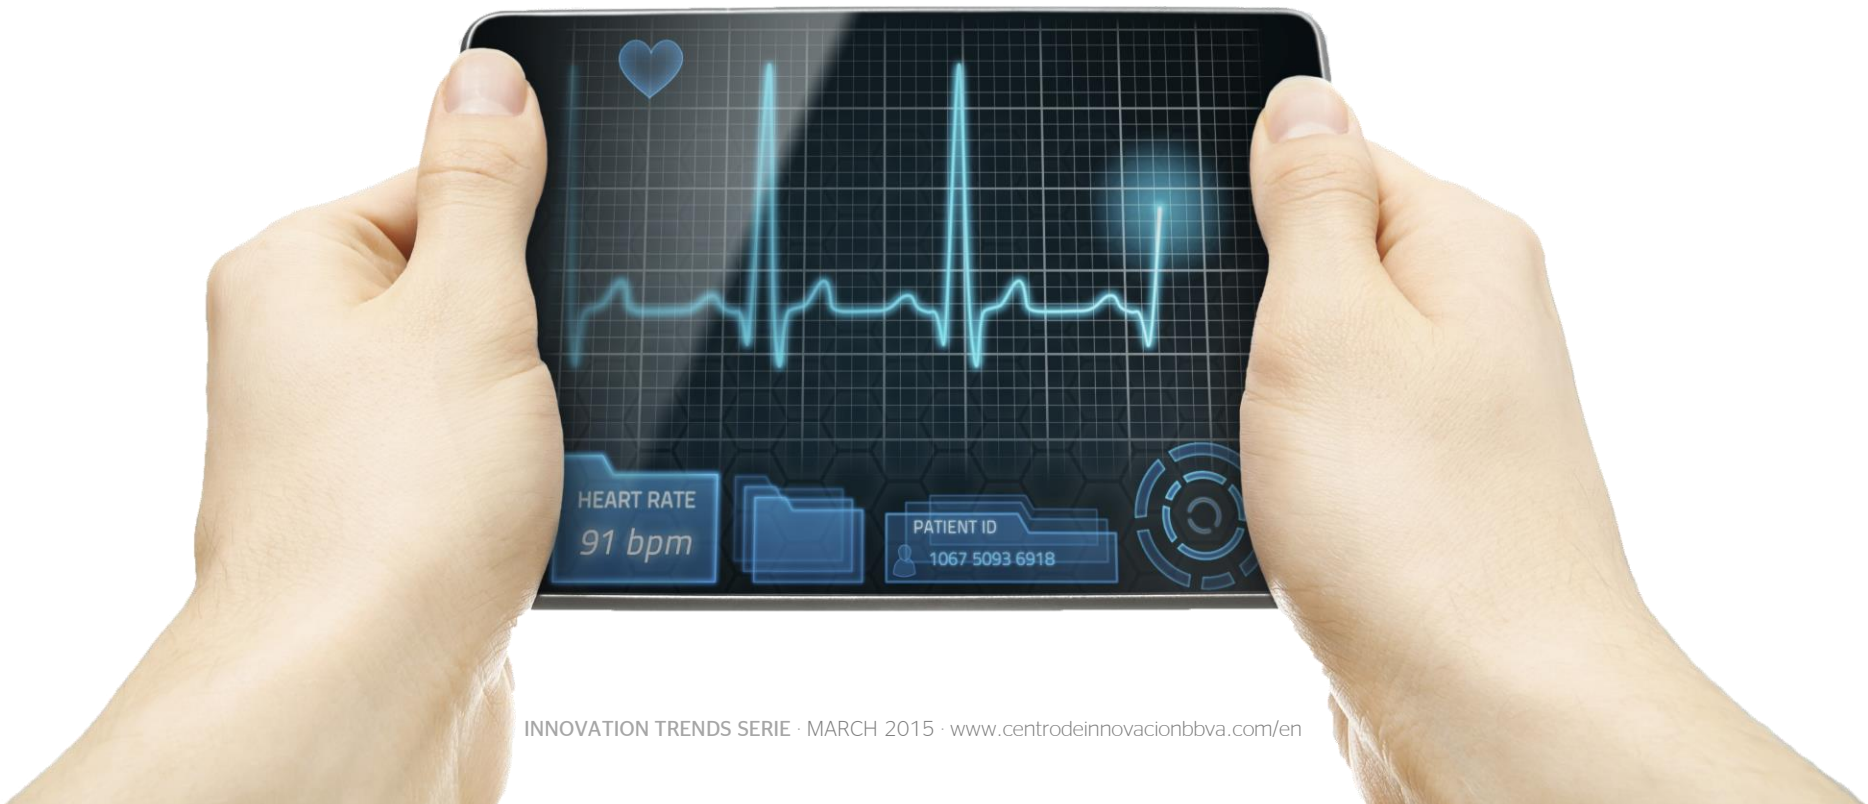 HEART RATE
91 bpm
PATIENT ID
1067 5093 6918
INNOVATION TRENDS SERIE · MARCH 2015 · www.centrodeinnovacionbbva.com/en